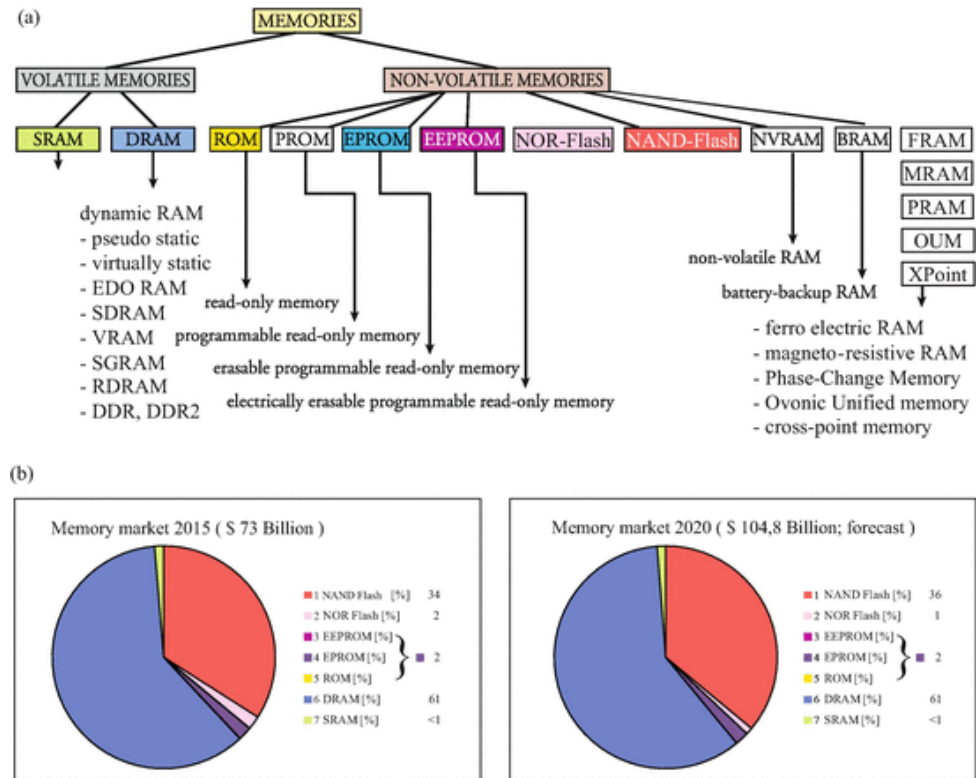 (a)
MEMORIES
VOLATILE MEMORIES
NON-VOLATILE MEMORIES
SRAM
DRAM
ROM
PROM
EPROM
EEPROM
NOR-Flash
NAND-Flash
NVRAM
BRAM
FRAM
MRAM
PRAM
OUM
XPoint
dynamic RAM
- pseudo static
- virtually static
- EDO RAM
- SDRAM
- VRAM
- SGRAM
- RDRAM
- DDR, DDR2
read-only memory
programmable read-only memory
erasable programmable read-only memory
electrically erasable programmable read-only memory
non-volatile RAM
battery-backup RAM
- ferro electric RAM
- magneto-resistive RAM
- Phase-Change Memory
- Ovonic Unified memory
- cross-point memory
(b)
Memory market 2015 ( $ 73 Billion )
1 NAND Flash [%] 34
2 NOR Flash [%] 2
3 EEPROM [%]
4 EPROM [%] } 2
5 ROM [%]
6 DRAM [%] 61
7 SRAM [%] <1
Memory market 2020 ( $ 104,8 Billion; forecast )
1 NAND Flash [%] 36
2 NOR Flash [%] 1
3 EEPROM [%]
4 EPROM [%] } 2
5 ROM [%]
6 DRAM [%] 61
7 SRAM [%] <1